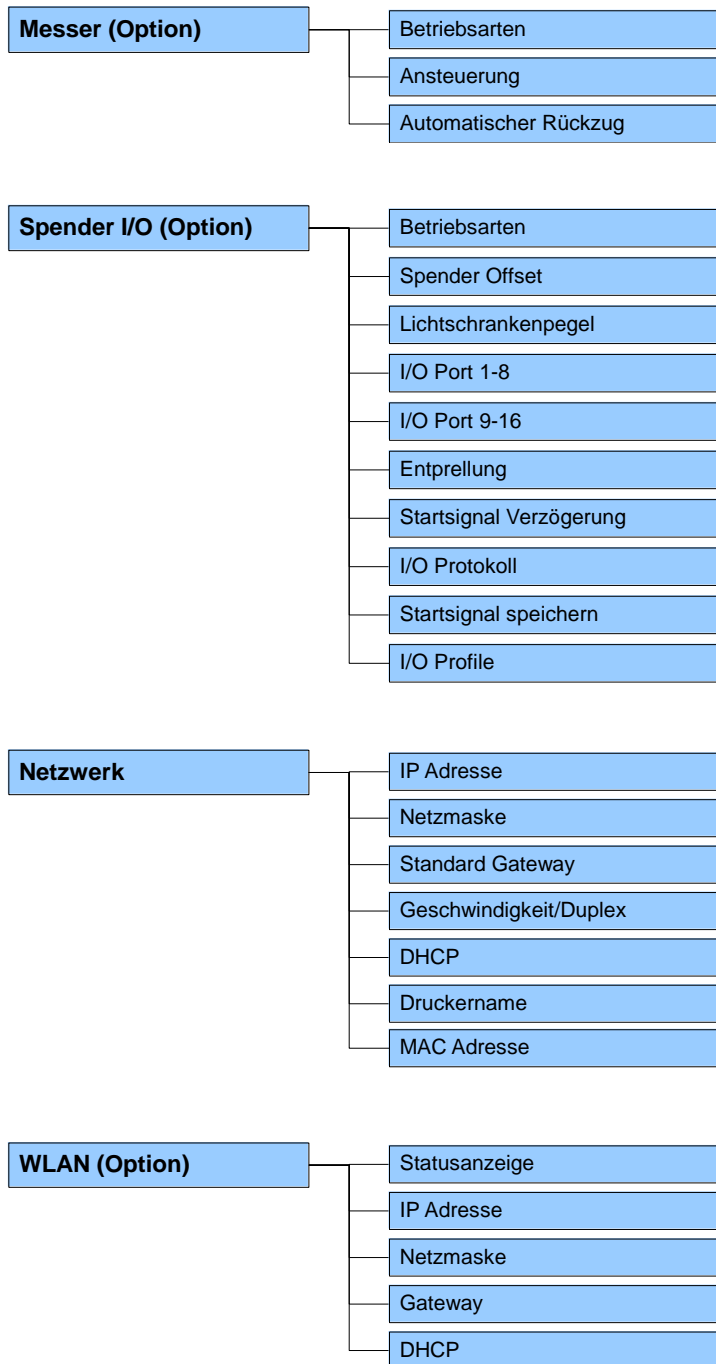 Messer (Option)
Betriebsarten
Ansteuerung
Automatischer Rückzug
Spender I/O (Option)
Betriebsarten
Spender Offset
Lichtschrankenpegel
I/O Port 1-8
I/O Port 9-16
Entprellung
Startsignal Verzögerung
I/O Protokoll
Startsignal speichern
I/O Profile
Netzwerk
IP Adresse
Netzmaske
Standard Gateway
Geschwindigkeit/Duplex
DHCP
Druckername
MAC Adresse
WLAN (Option)
Statusanzeige
IP Adresse
Netzmaske
Gateway
DHCP